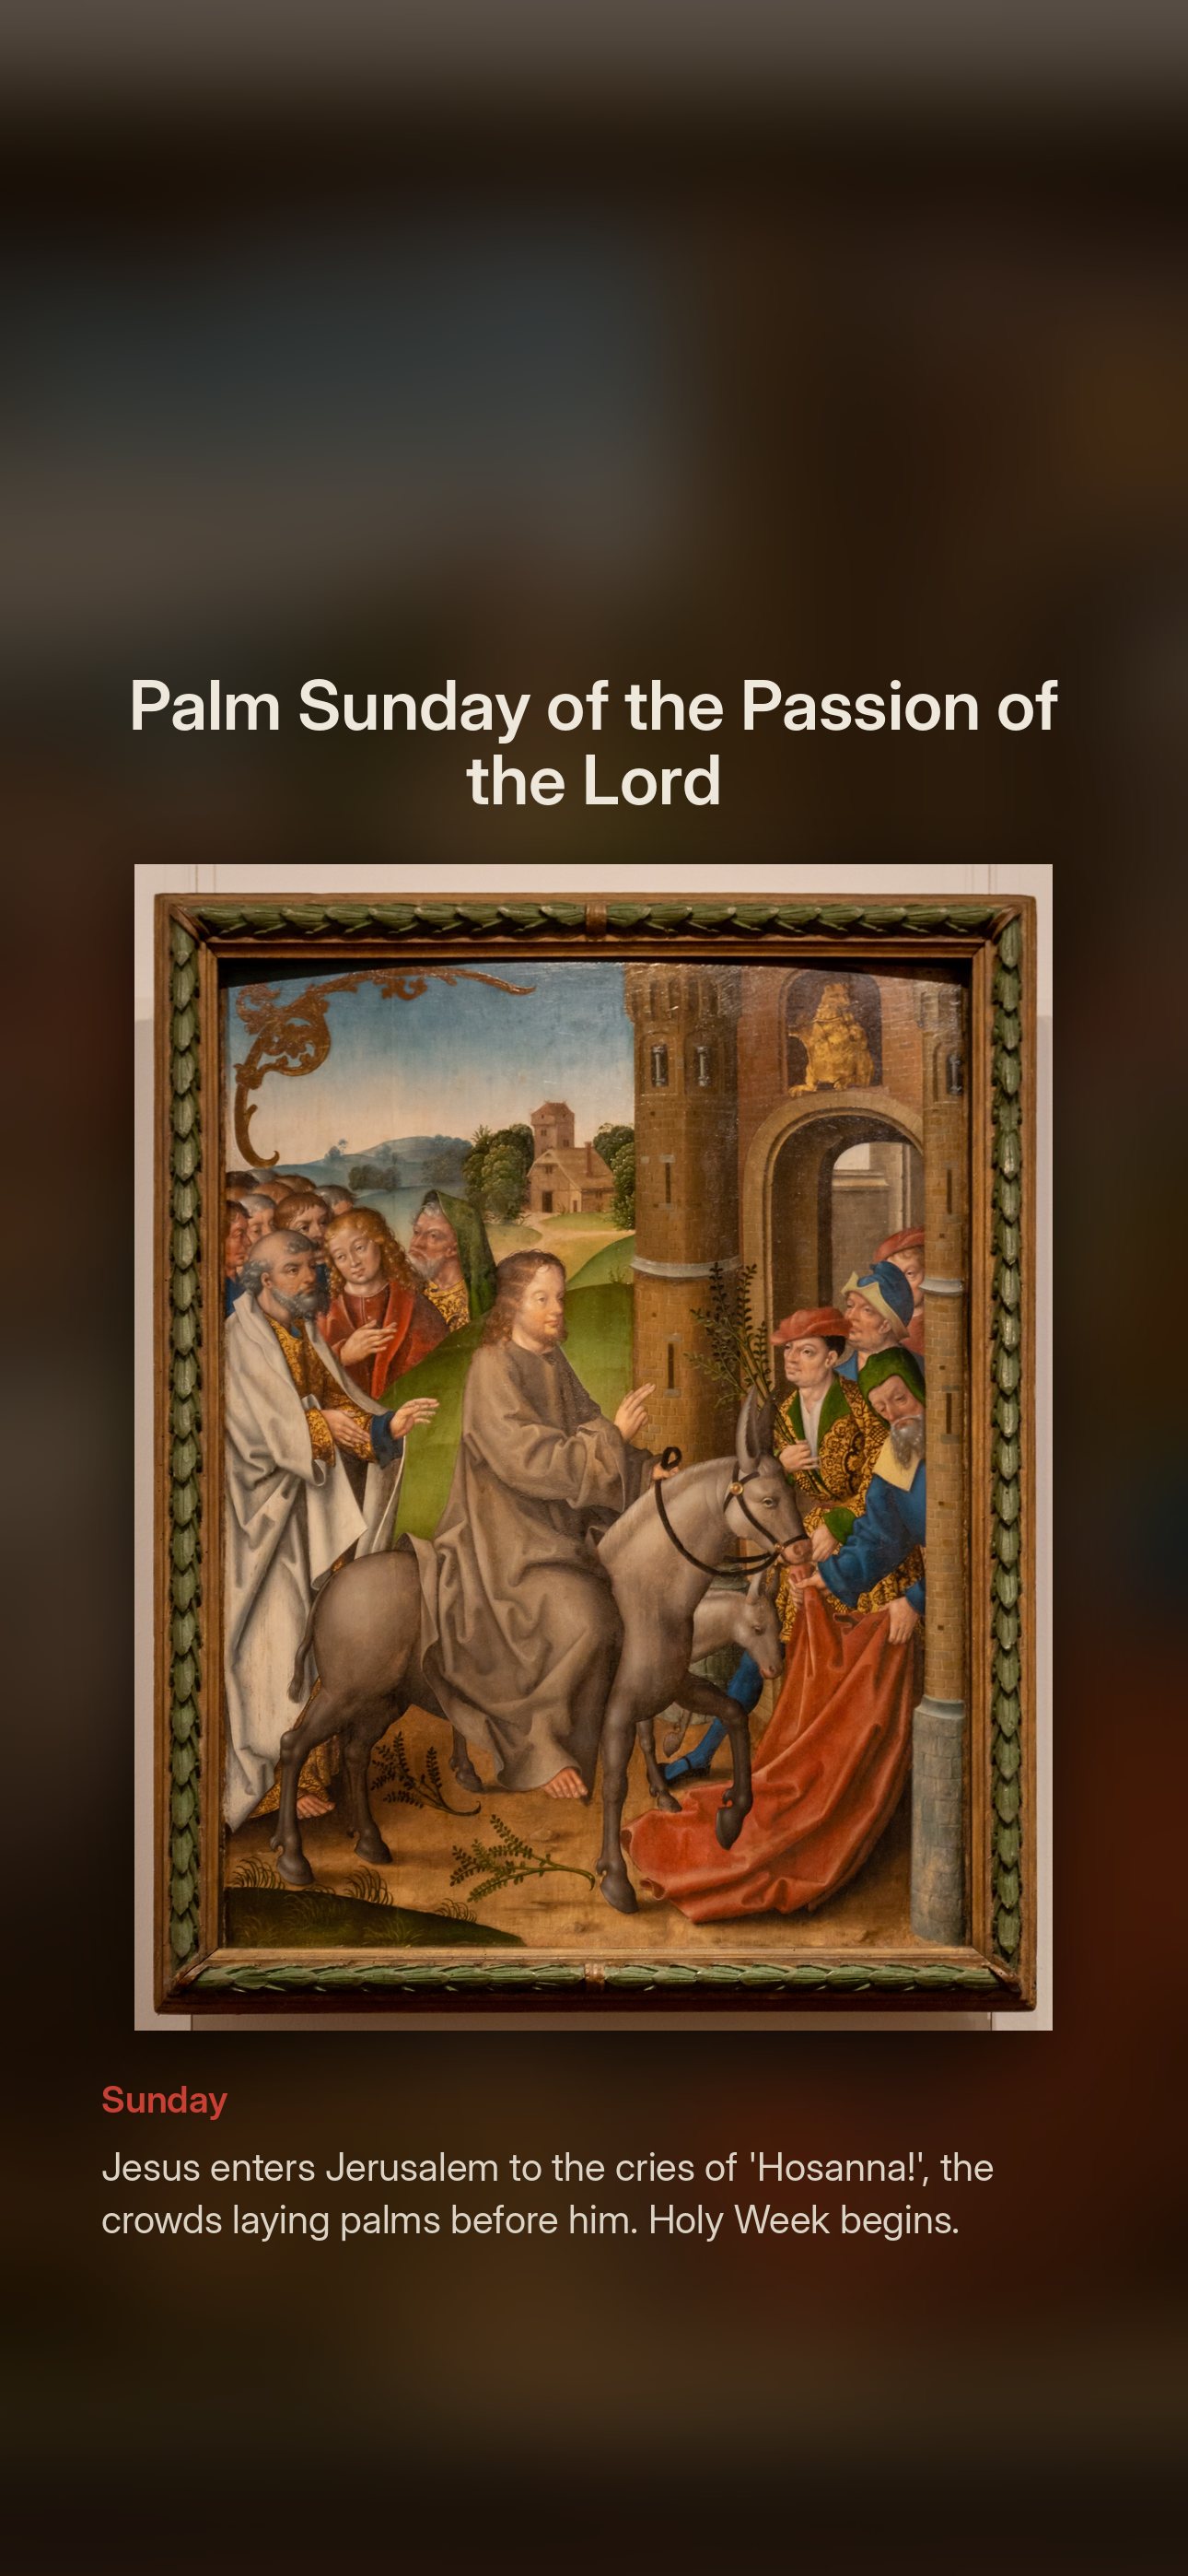 Palm Sunday of the Passion of
the Lord
Sunday
Jesus enters Jerusalem to the cries of 'Hosanna!', the
crowds laying palms before him. Holy Week begins.